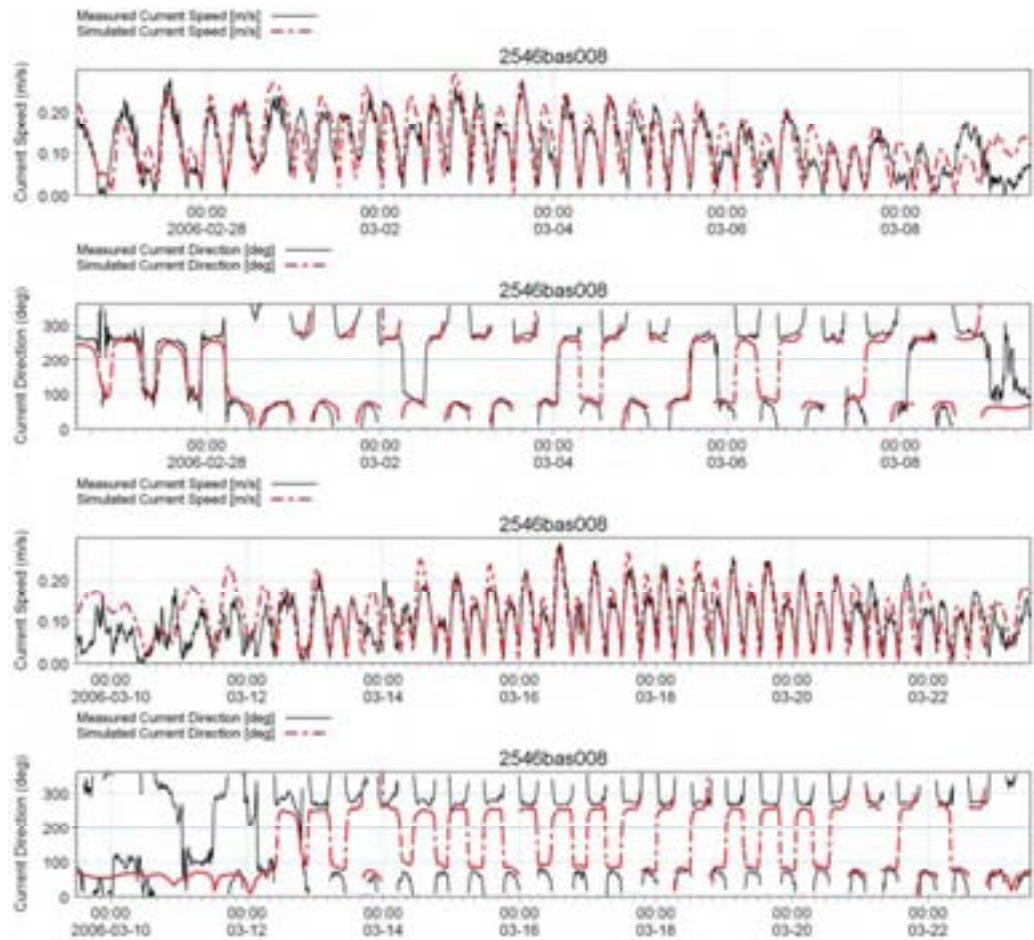 Measured Current Speed [m/s]
Simulated Current Speed [m/s]
2546bas008
Current Speed (m/s)
0.20
0.10
0.00
00:00 00:00 00:00 00:00 00:00
2006-02-28 03-02 03-04 03-06 03-08
Measured Current Direction [deg]
Simulated Current Direction [deg]
2546bas008
Current Direction (deg)
300
200
100
0
00:00 00:00 00:00 00:00 00:00
2006-02-28 03-02 03-04 03-06 03-08
Measured Current Speed [m/s]
Simulated Current Speed [m/s]
2546bas008
Current Speed (m/s)
0.20
0.10
0.00
00:00 00:00 00:00 00:00 00:00 00:00 00:00
2006-03-10 03-12 03-14 03-16 03-18 03-20 03-22
Measured Current Direction [deg]
Simulated Current Direction [deg]
2546bas008
Current Direction (deg)
300
200
100
0
00:00 00:00 00:00 00:00 00:00 00:00 00:00
2006-03-10 03-12 03-14 03-16 03-18 03-20 03-22